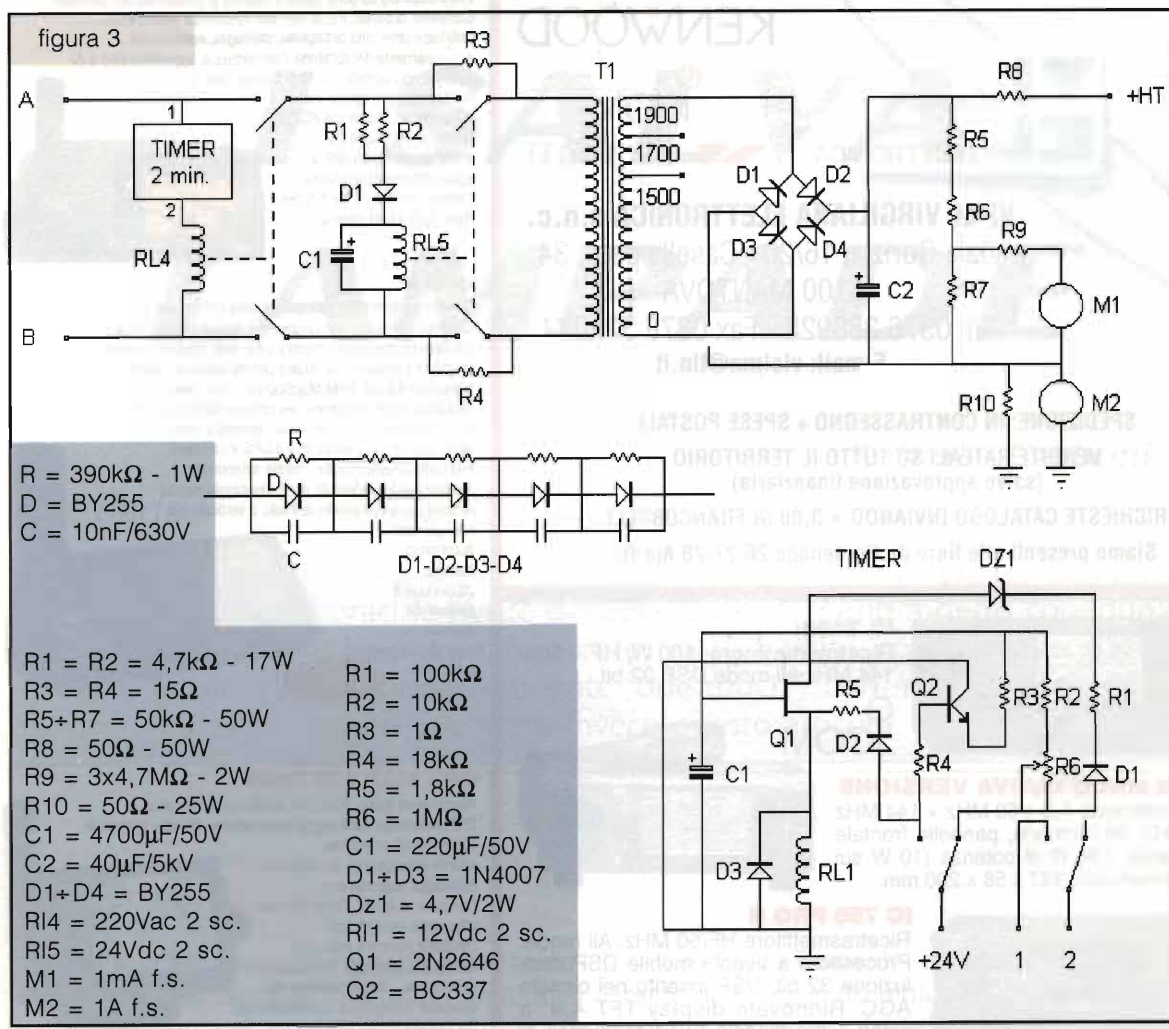 figura 3
R3
T1
R8
A
+HT
1
1900
R1
R2
R5
TIMER
2 min.
1700
D1
D2
1500
D1
R6
2
R9
D3
D4
RL4
C1
+
RL5
+
C2
R7
M1
0
B
R4
R10
M2
R = 390kΩ - 1W
D = BY255
C = 10nF/630V
R
D
C
D1-D2-D3-D4
TIMER
DZ1
R1 = R2 = 4,7kΩ - 17W
R3 = R4 = 15Ω
R5÷R7 = 50kΩ - 50W
R8 = 50Ω - 50W
R9 = 3x4,7MΩ - 2W
R10 = 50Ω - 25W
C1 = 4700µF/50V
C2 = 40µF/5kV
D1÷D4 = BY255
Rl4 = 220Vac 2 sc.
Rl5 = 24Vdc 2 sc.
M1 = 1mA f.s.
M2 = 1A f.s.
R1 = 100kΩ
R2 = 10kΩ
R3 = 1Ω
R4 = 18kΩ
R5 = 1,8kΩ
R6 = 1MΩ
C1 = 220µF/50V
D1÷D3 = 1N4007
Dz1 = 4,7V/2W
Rl1 = 12Vdc 2 sc.
Q1 = 2N2646
Q2 = BC337
R5
Q2
R3
R2
R1
Q1
D2
+
C1
R4
R6
D1
D3
RL1
+24V
1
2